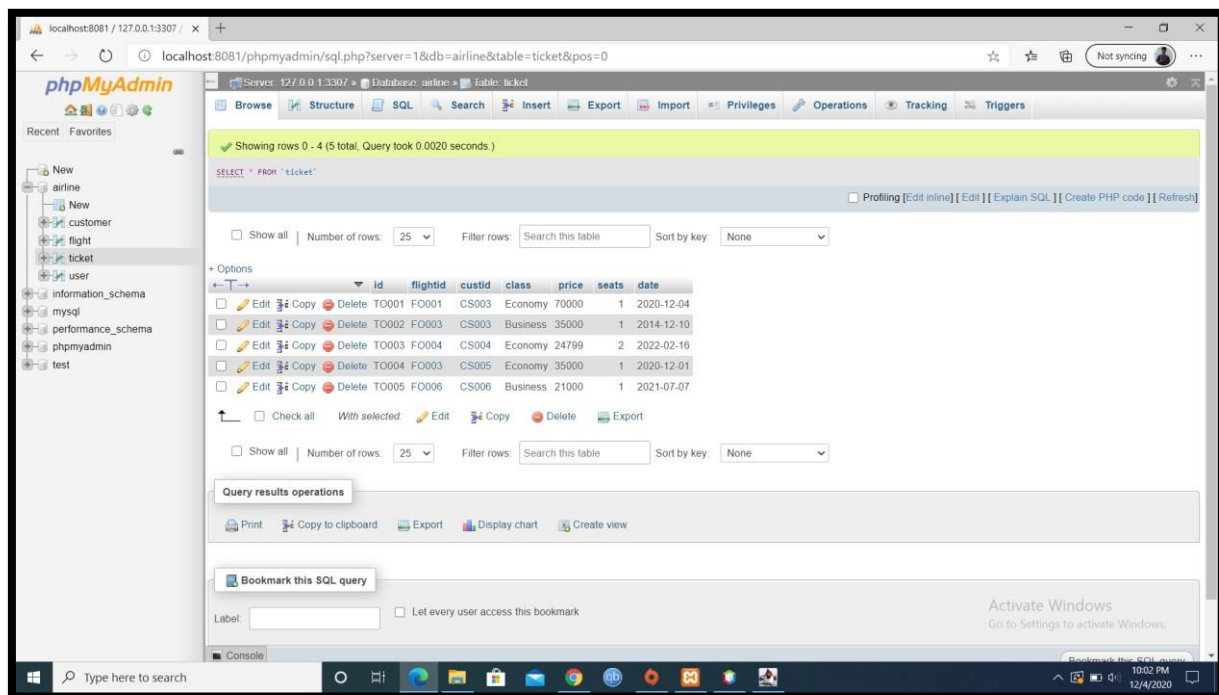 localhost:8081 / 127.0.0.1:3307 /
localhost:8081/phpmyadmin/sql.php?server=1&db=airline&table=ticket&pos=0
Not syncing
phpMyAdmin
Recent Favorites
New
airline
New
customer
flight
ticket
user
information_schema
mysql
performance_schema
phpmyadmin
test
Server: 127.0.0.1:3307 » Database: airline » Table: ticket
Browse Structure SQL Search Insert Export Import Privileges Operations Tracking Triggers
Showing rows 0 - 4 (5 total, Query took 0.0020 seconds.)
SELECT * FROM `ticket`
Profiling [Edit inline] [ Edit ] [ Explain SQL ] [ Create PHP code ] [ Refresh]
Show all | Number of rows: 25 Filter rows: Search this table Sort by key: None
+ Options
←T→ id flightid custid class price seats date
Edit Copy Delete TO001 FO001 CS003 Economy 70000 1 2020-12-04
Edit Copy Delete TO002 FO003 CS003 Business 35000 1 2014-12-10
Edit Copy Delete TO003 FO004 CS004 Economy 24799 2 2022-02-16
Edit Copy Delete TO004 FO003 CS005 Economy 35000 1 2020-12-01
Edit Copy Delete TO005 FO006 CS006 Business 21000 1 2021-07-07
Check all With selected: Edit Copy Delete Export
Show all | Number of rows: 25 Filter rows: Search this table Sort by key: None
Query results operations
Print Copy to clipboard Export Display chart Create view
Bookmark this SQL query
Label: Let every user access this bookmark
Activate Windows
Go to Settings to activate Windows.
Console
Bookmark this SQL query
Type here to search
qb
10:02 PM
12/4/2020